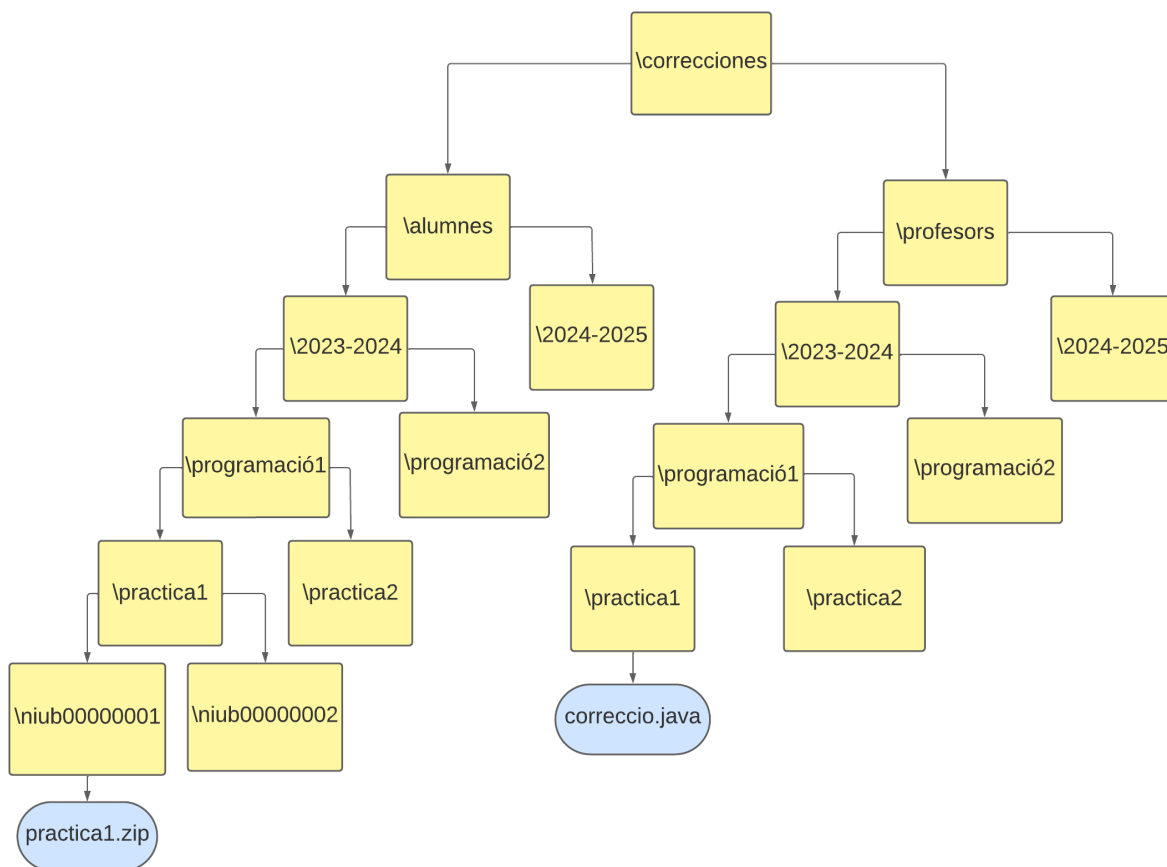 \correcciones
\alumnes
\profesors
\2023-2024
\2024-2025
\2023-2024
\2024-2025
\programació1
\programació2
\programació1
\programació2
\practica1
\practica2
\practica1
\practica2
\niub00000001
\niub00000002
correccio.java
practica1.zip